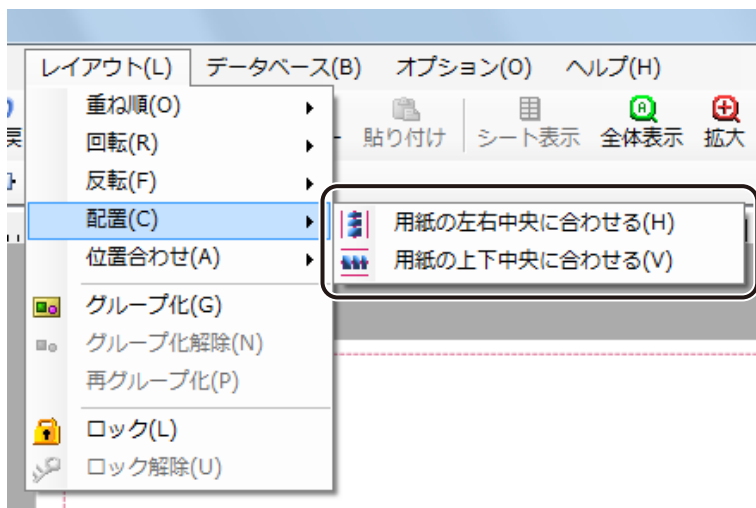 レイアウト(L) データベース(B) オプション(O) ヘルプ(H)
戻 貼り付け シート表示 全体表示 拡大
重ね順(O)
回転(R)
反転(F)
配置(C)
位置合わせ(A)
グループ化(G)
グループ化解除(N)
再グループ化(P)
ロック(L)
ロック解除(U)
用紙の左右中央に合わせる(H)
用紙の上下中央に合わせる(V)